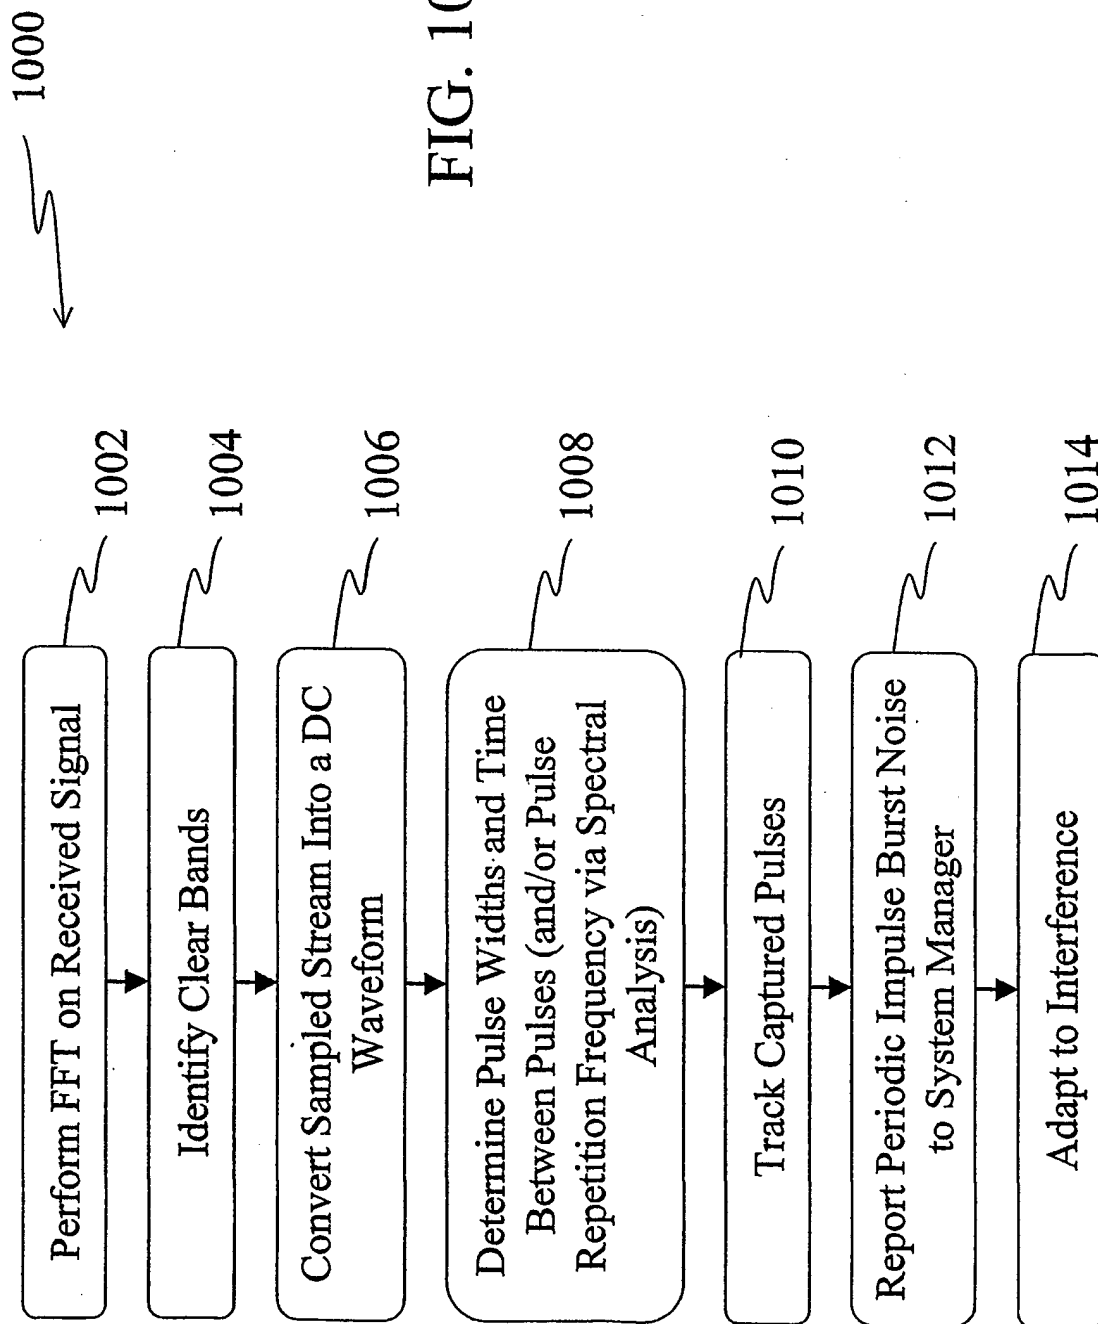 1000
Perform FFT on Received Signal
1002
Identify Clear Bands
1004
Convert Sampled Stream Into a DC
Waveform
1006
Determine Pulse Widths and Time
Between Pulses (and/or Pulse
Repetition Frequency via Spectral
Analysis)
1008
Track Captured Pulses
1010
Report Periodic Impulse Burst Noise
to System Manager
1012
Adapt to Interference
1014
FIG. 10